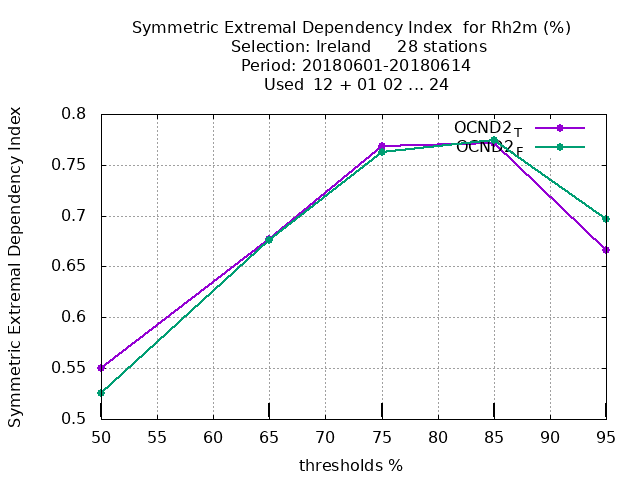 Symmetric Extremal Dependency Index  for Rh2m (%)
Selection: Ireland     28 stations
Period: 20180601-20180614
Used  12 + 01 02 ... 24
Symmetric Extremal Dependency Index
0.8
0.75
0.7
0.65
0.6
0.55
0.5
OCND2T
OCND2F
50 55 60 65 70 75 80 85 90 95
thresholds %